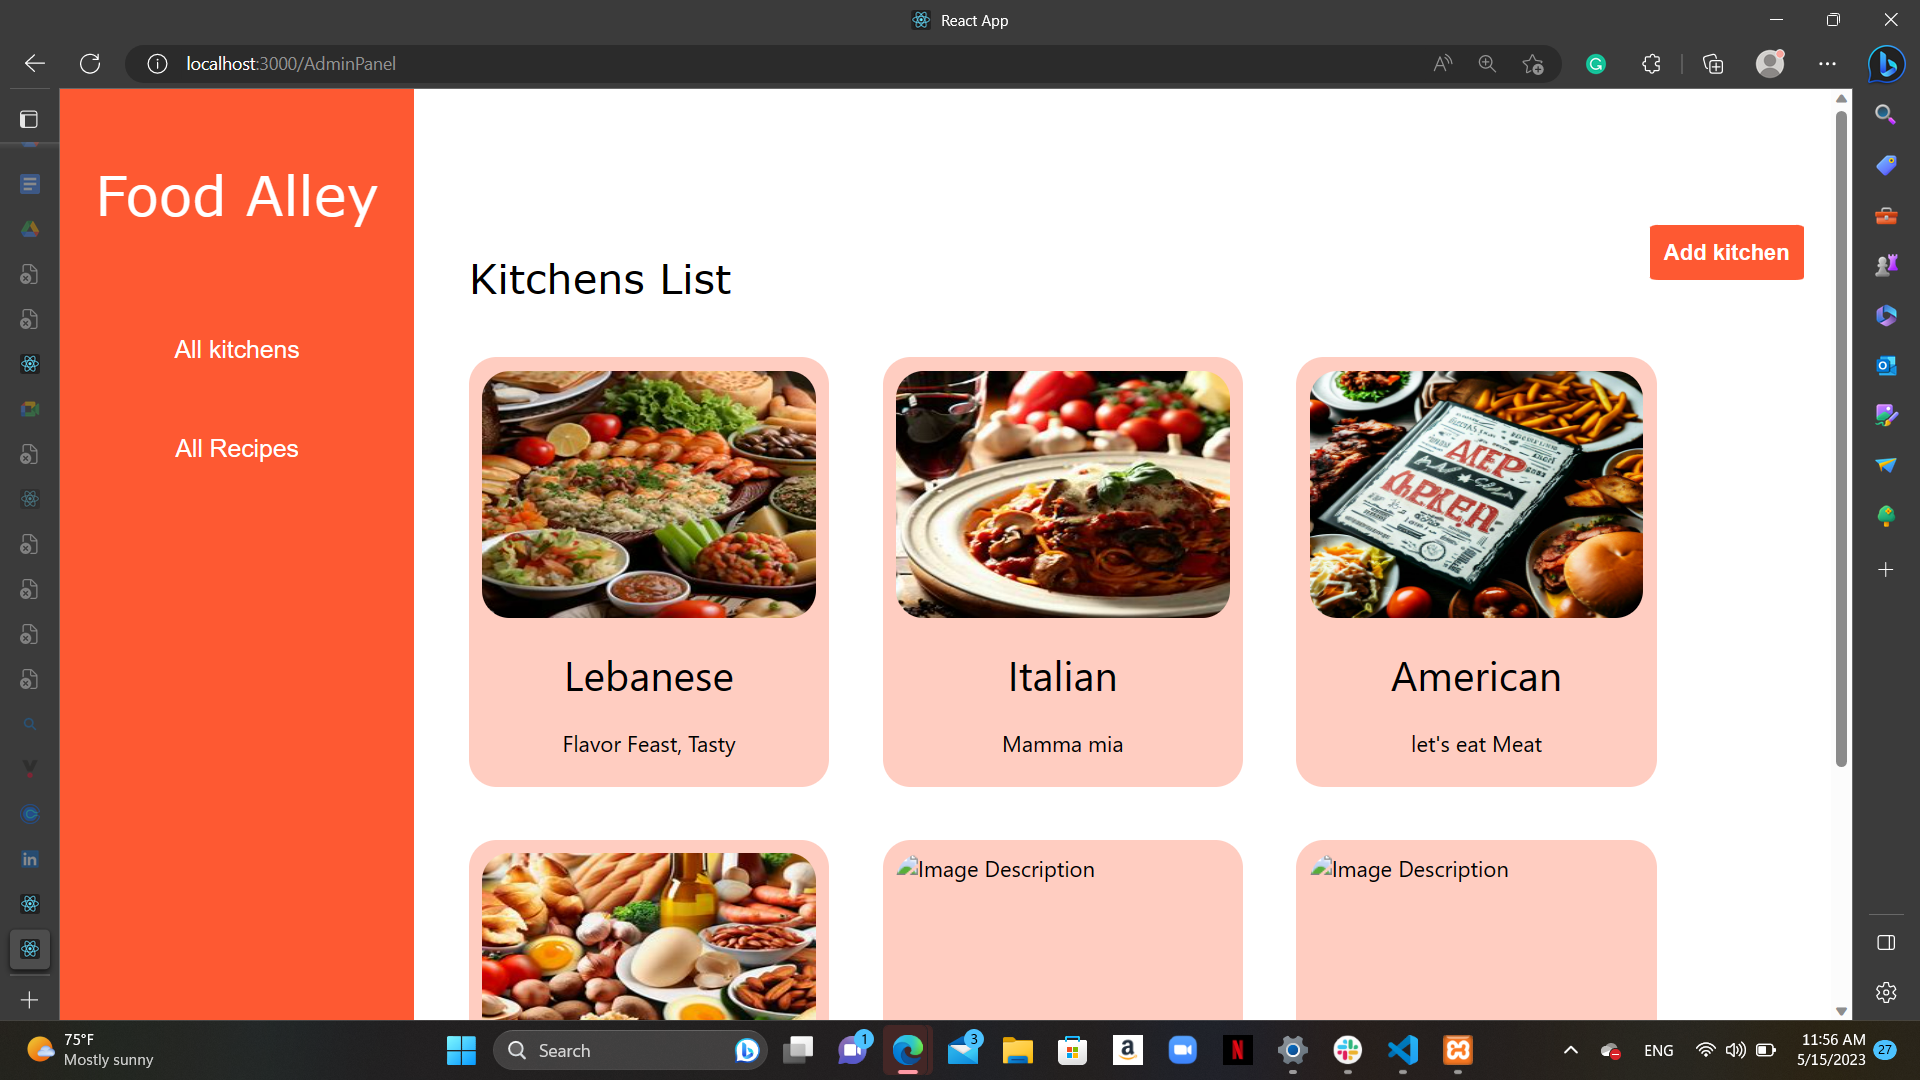 React App
localhost:3000/AdminPanel
Food Alley
All kitchens
All Recipes
Kitchens List
Add kitchen
Lebanese
Flavor Feast, Tasty
Italian
Mamma mia
American
let's eat Meat
Image Description
Image Description
75°F
Mostly sunny
Search
1
3
ENG
11:56 AM
5/15/2023
27